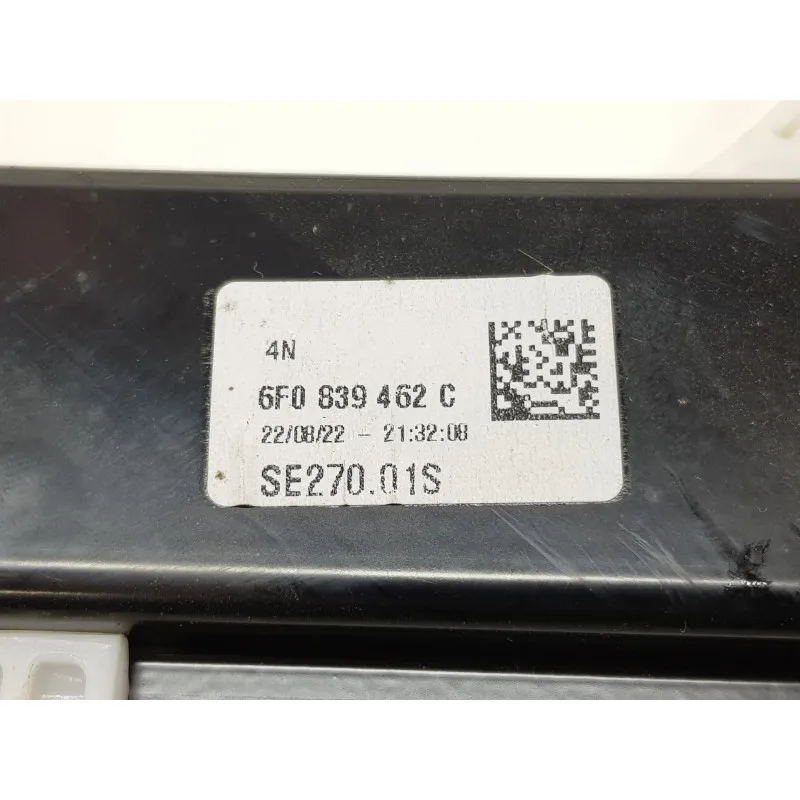 4N
6F0 839 462 C
22/08/22 - 21:32:08
SE270.01S